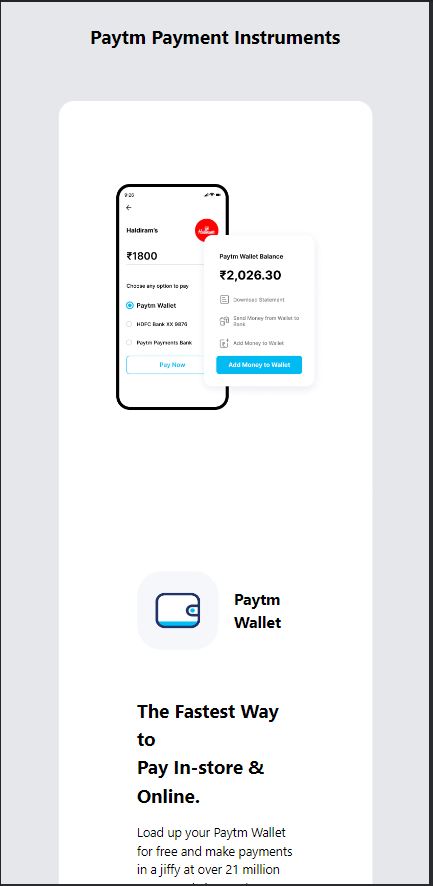 Paytm Payment Instruments
9:26
Haldiram's
₹1800
Choose any option to pay
Paytm Wallet
HDFC Bank XX 9876
Paytm Payments Bank
Pay Now
Paytm Wallet Balance
₹2,026.30
Download Statement
Send Money from Wallet to
Bank
Add Money to Wallet
Add Money to Wallet
Paytm
Wallet
The Fastest Way
to
Pay In-store &
Online.
Load up your Paytm Wallet
for free and make payments
in a jiffy at over 21 million